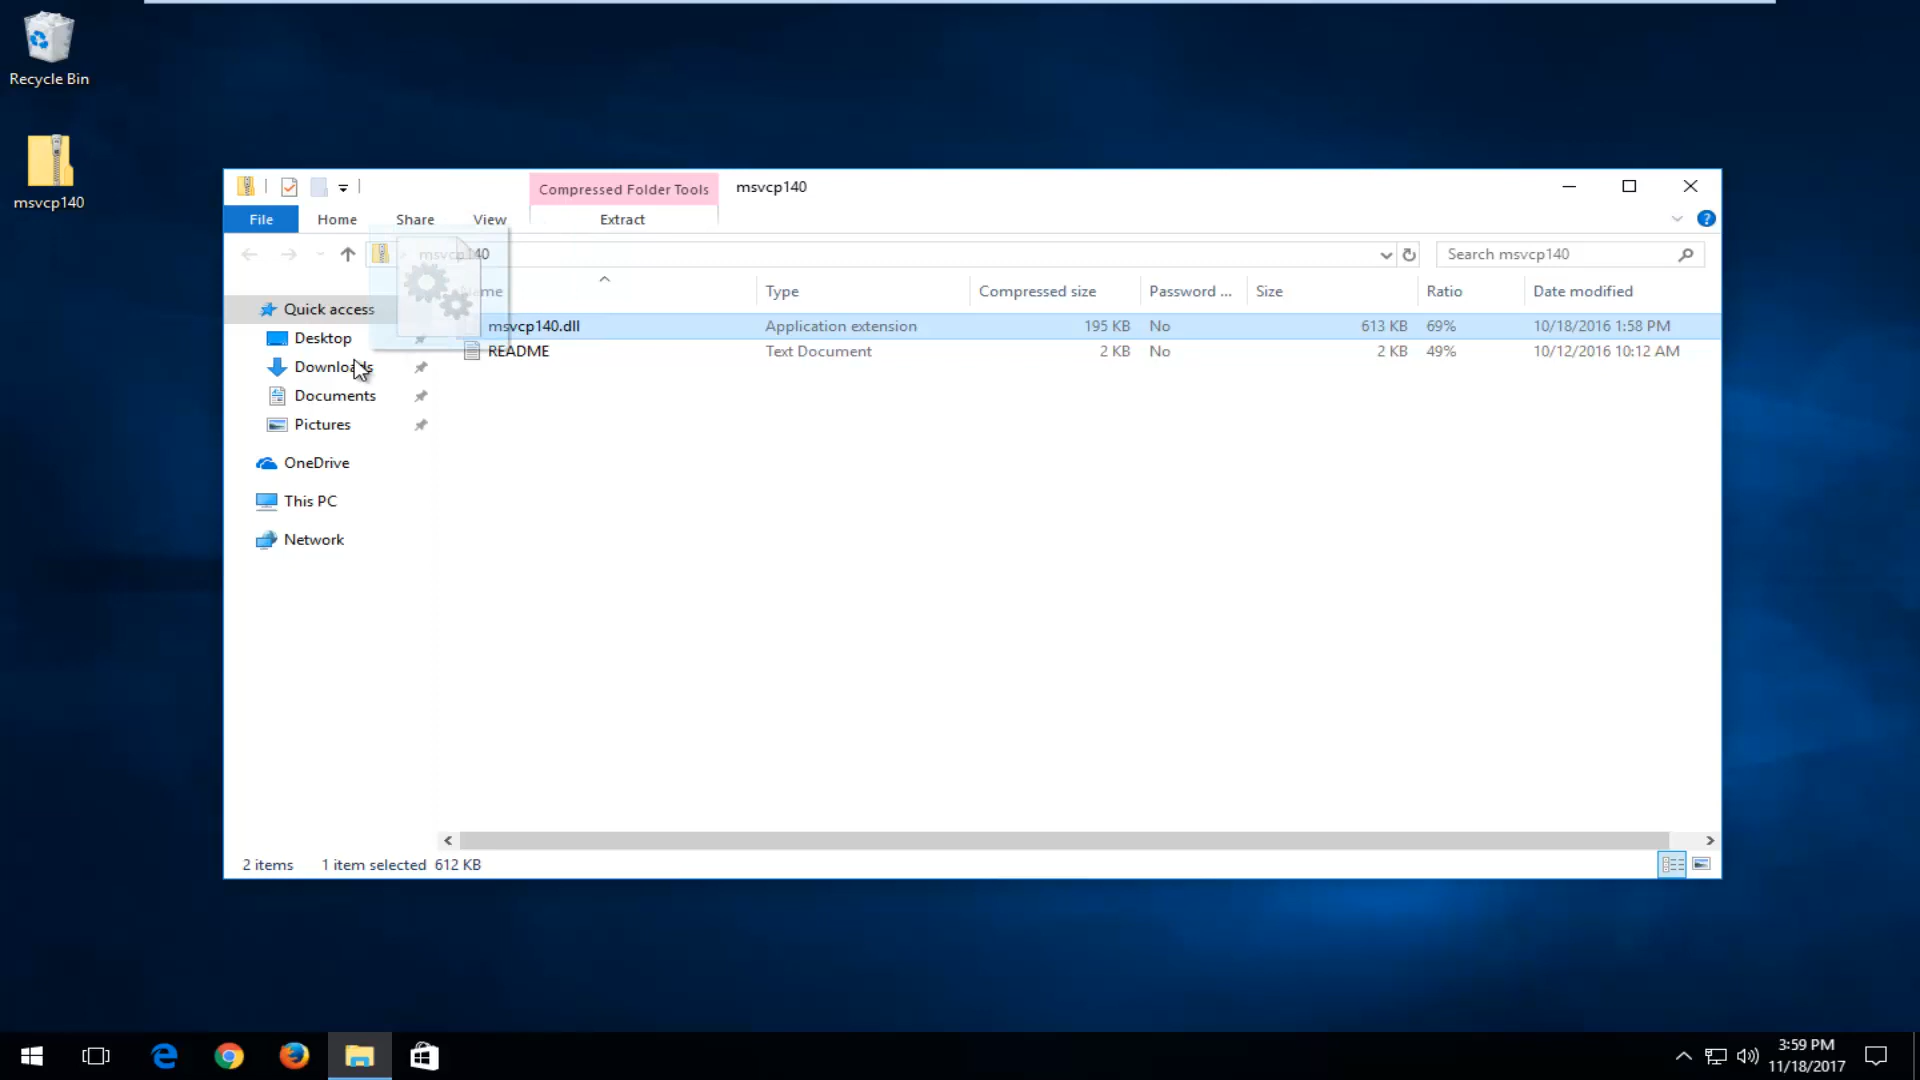 Recycle Bin
msvcp140
Compressed Folder Tools
msvcp140
File
Home
Share
View
Extract
msvcp140
Search msvcp140
Name
Type
Compressed size
Password ...
Size
Ratio
Date modified
Quick access
Desktop
Downloads
Documents
Pictures
OneDrive
This PC
Network
msvcp140.dll
Application extension
195 KB
No
613 KB
69%
10/18/2016 1:58 PM
README
Text Document
2 KB
No
2 KB
49%
10/12/2016 10:12 AM
2 items
1 item selected 612 KB
3:59 PM
11/18/2017